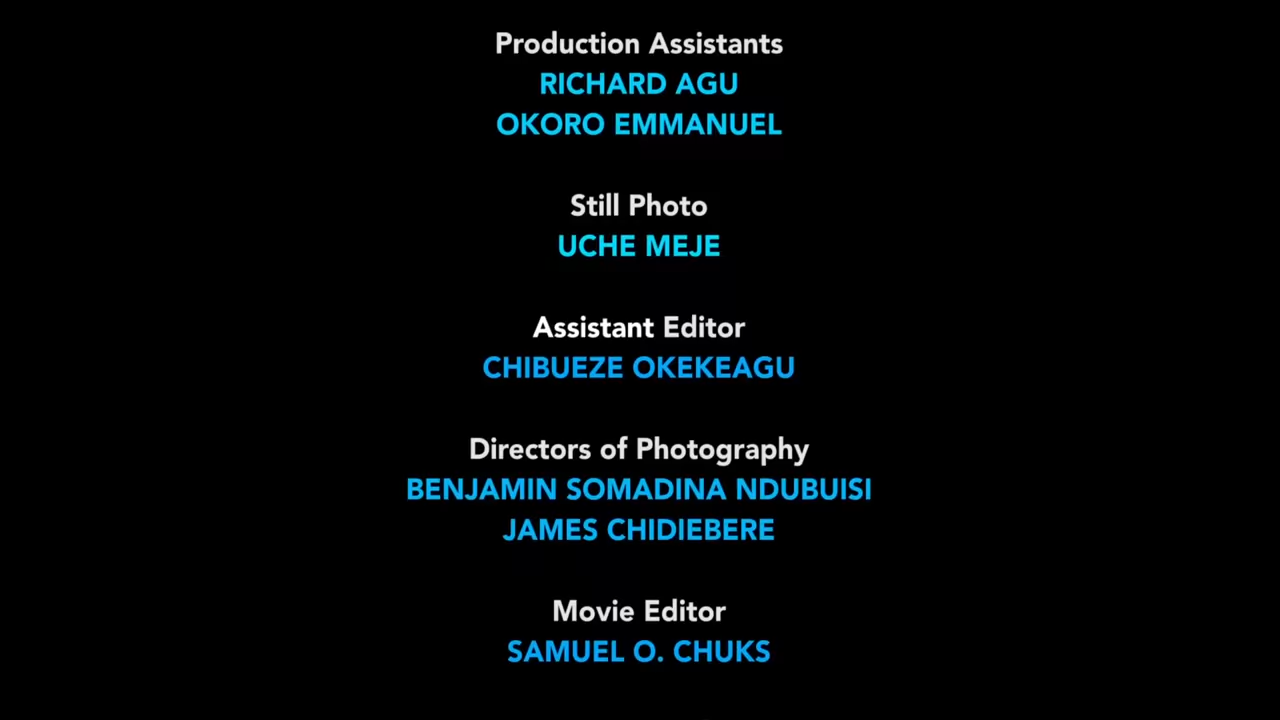 Production Assistants
RICHARD AGU
OKORO EMMANUEL
Still Photo
UCHE MEJE
Assistant Editor
CHIBUEZE OKEKEAGU
Directors of Photography
BENJAMIN SOMADINA NDUBUISI
JAMES CHIDIEBERE
Movie Editor
SAMUEL O. CHUKS